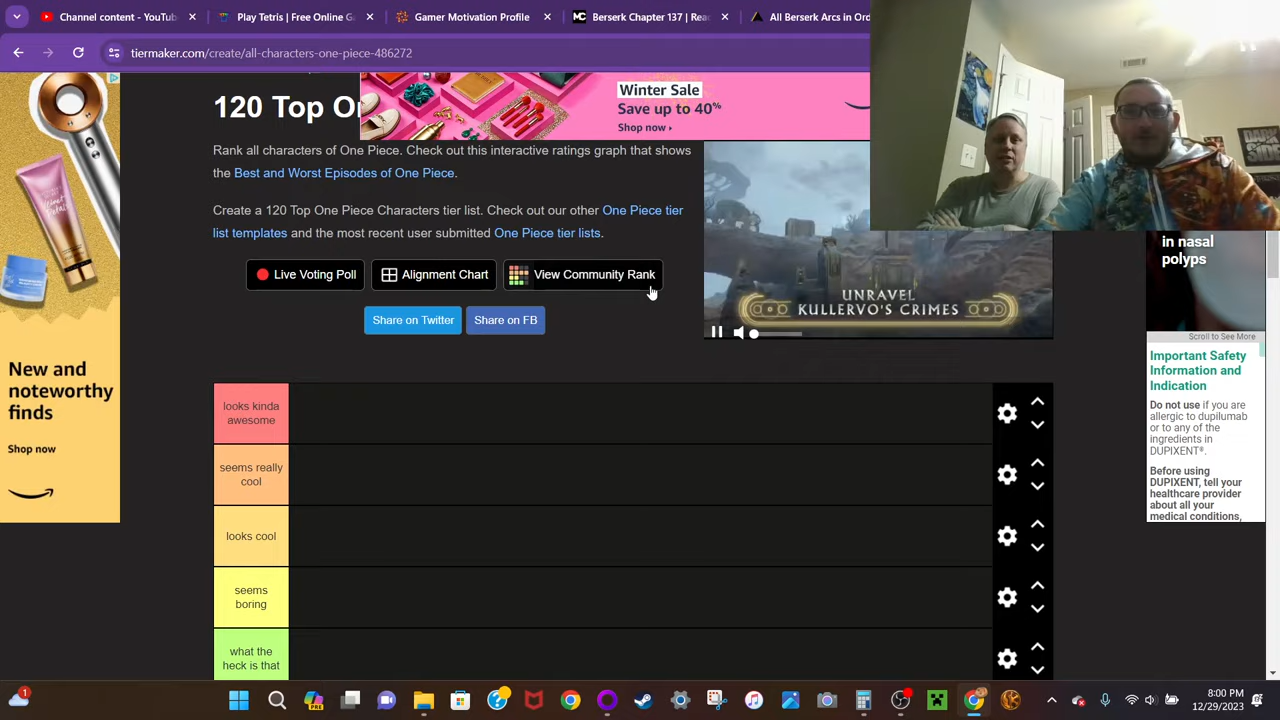 Channel content - YouTub
Play Tetris | Free Online G
Gamer Motivation Profile
Berserk Chapter 137 | Rea
All Berserk Arcs in Ord
tiermaker.com/create/all-characters-one-piece-486272
120 Top O
Winter Sale
Save up to 40%
Shop now ›
Rank all characters of One Piece. Check out this interactive ratings graph that shows
the Best and Worst Episodes of One Piece.
Create a 120 Top One Piece Characters tier list. Check out our other One Piece tier
list templates and the most recent user submitted One Piece tier lists.
Live Voting Poll
Alignment Chart
View Community Rank
Share on Twitter
Share on FB
UNRAVEL
KULLERVO'S CRIMES
DARK
SIDE
in nasal
polyps
Scroll to See More
Important Safety
Information and
Indication
Do not use if you are
allergic to dupilumab
or to any of the
ingredients in
DUPIXENT®.
Before using
DUPIXENT, tell your
healthcare provider
about all your
medical conditions,
New and
noteworthy
finds
Shop now
looks kinda
awesome
seems really
cool
looks cool
seems
boring
what the
heck is that
1
PRE
8:00 PM
12/29/2023